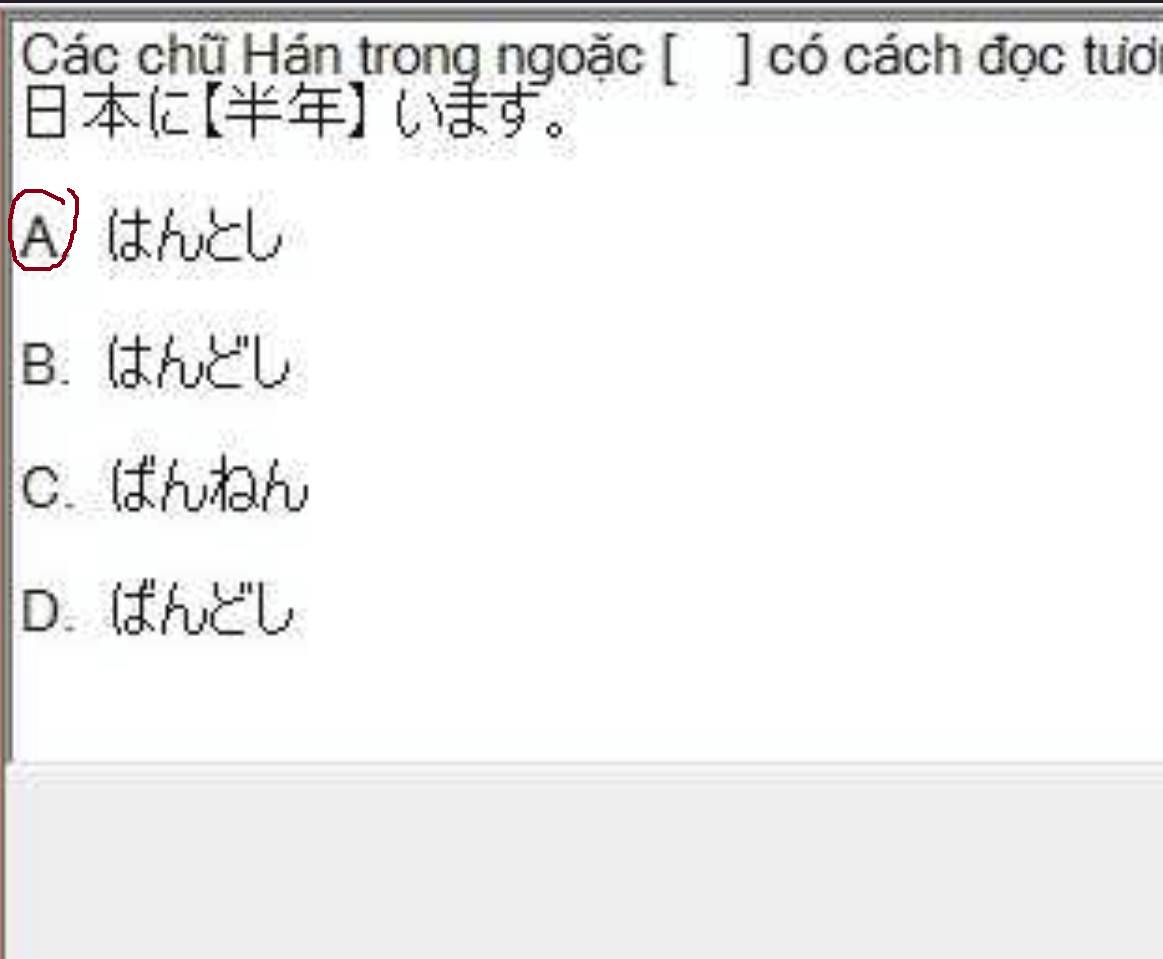 Các chữ Hán trong ngoặc [ ] có cách đọc
日本に【半年】 います。
A. はんとし
B. はんどし
C. ばんねん
D. ばんどし